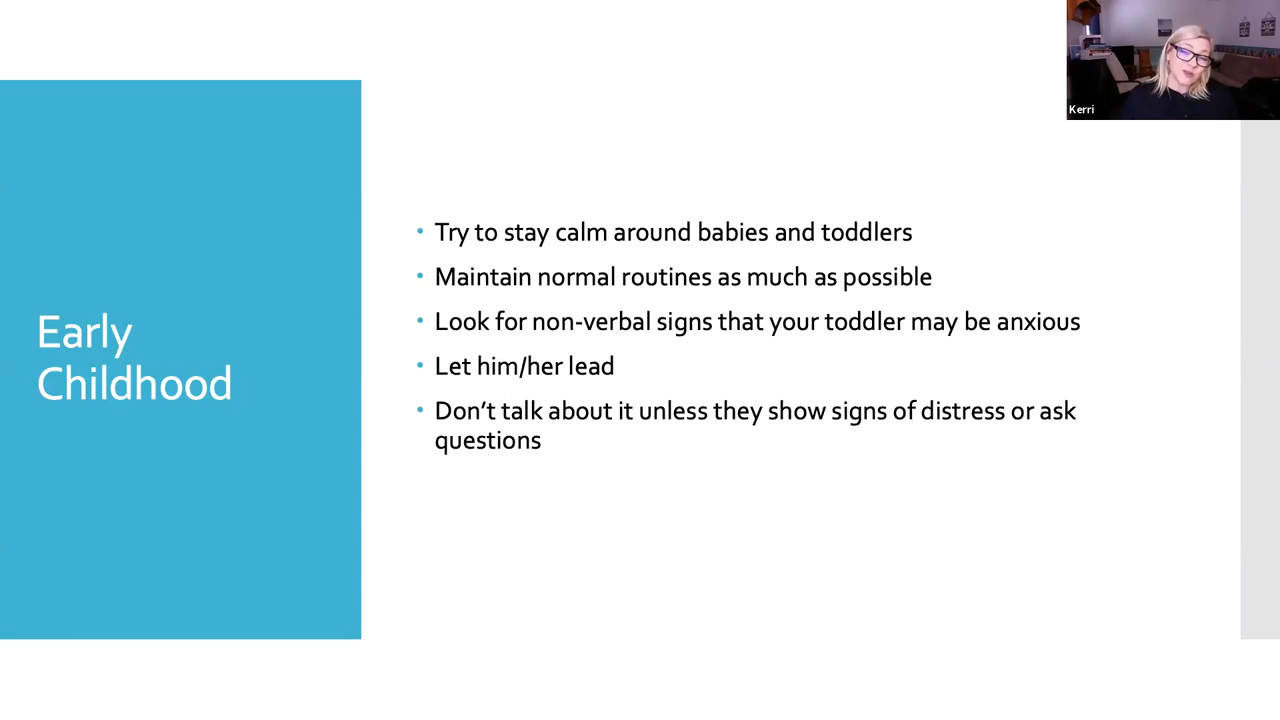 Kerri
Early
Childhood
• Try to stay calm around babies and toddlers
• Maintain normal routines as much as possible
• Look for non-verbal signs that your toddler may be anxious
• Let him/her lead
• Don’t talk about it unless they show signs of distress or ask
questions